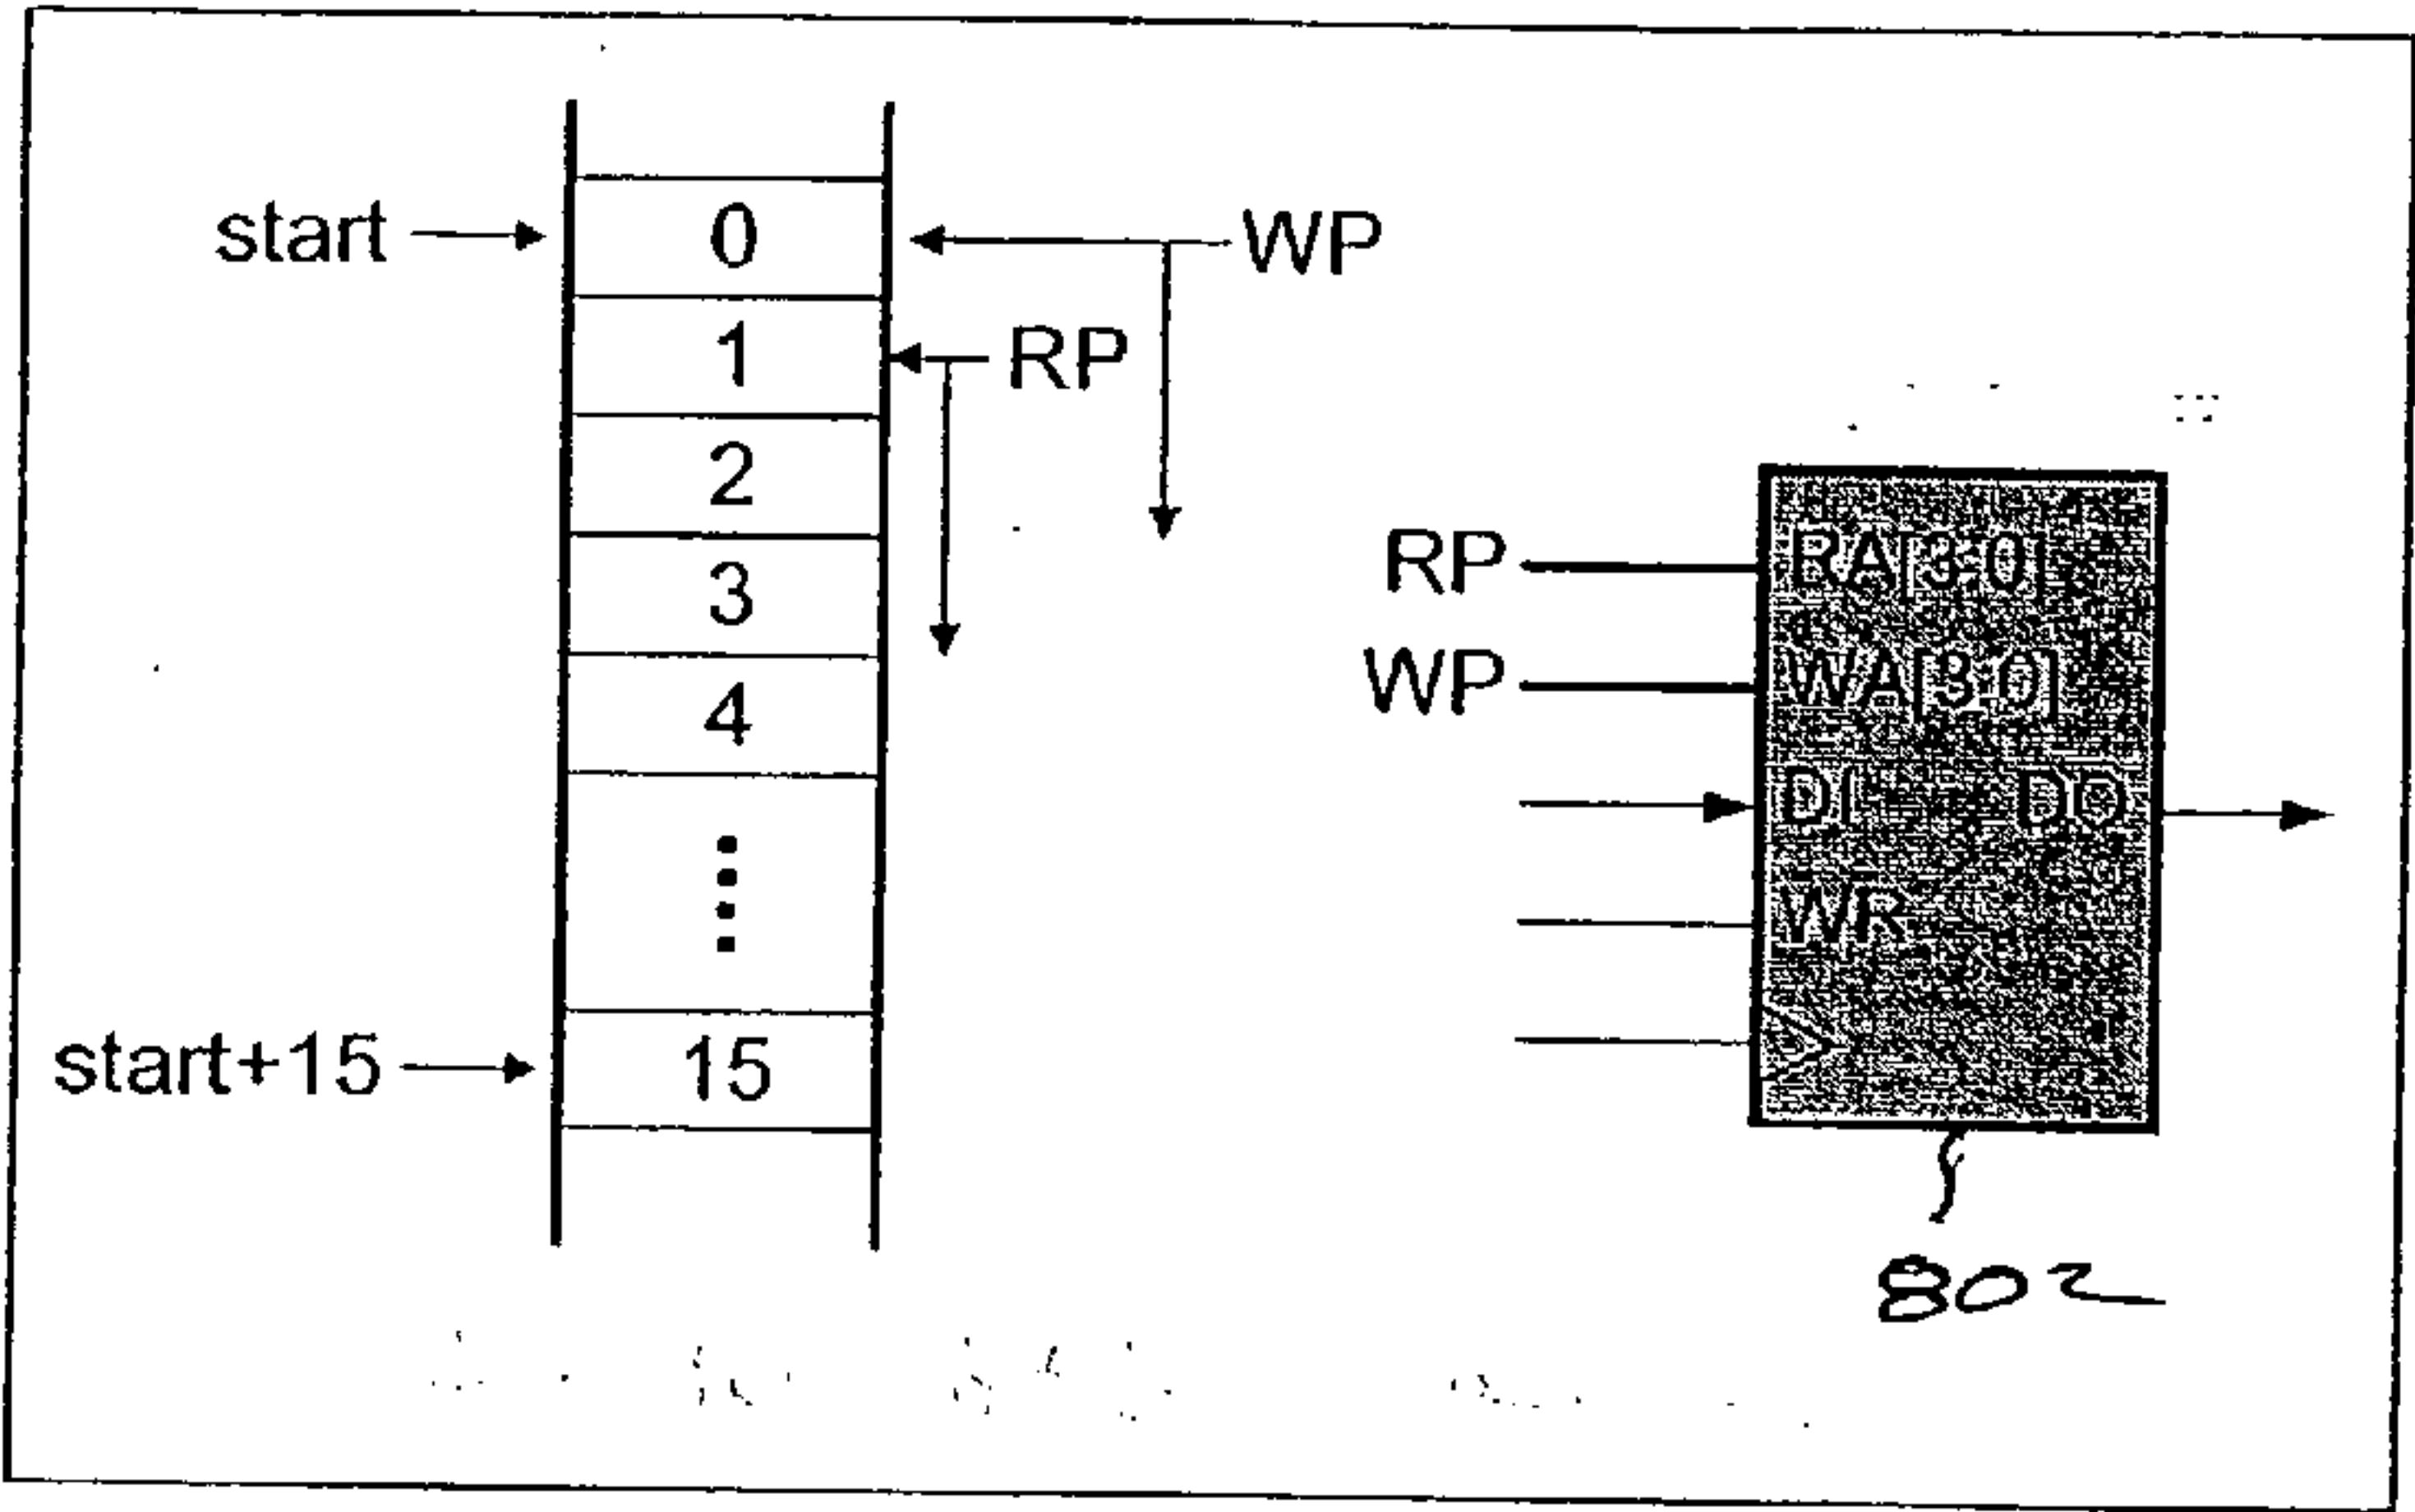 start
0
WP
1
RP
2
3
4
start+15
15
RP
WP
RA[3:0]
WA[3:0]
DI
DO
WR
802